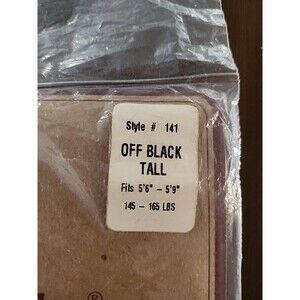 Style # 141
OFF BLACK
TALL
Fits 5'6" – 5'9"
145 – 165 LBS
®